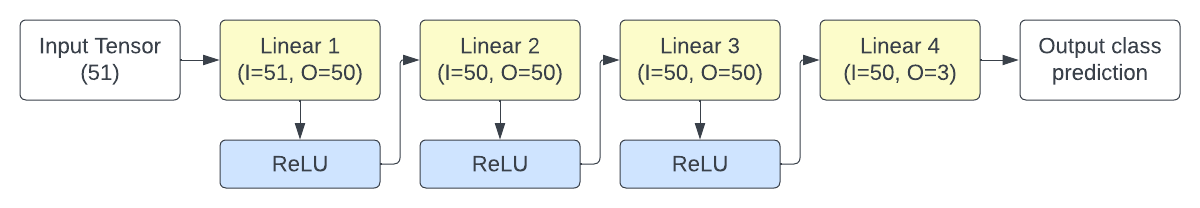 Input Tensor
(51)
Linear 1
(I=51, O=50)
ReLU
Linear 2
(I=50, O=50)
ReLU
Linear 3
(I=50, O=50)
ReLU
Linear 4
(I=50, O=3)
Output class
prediction